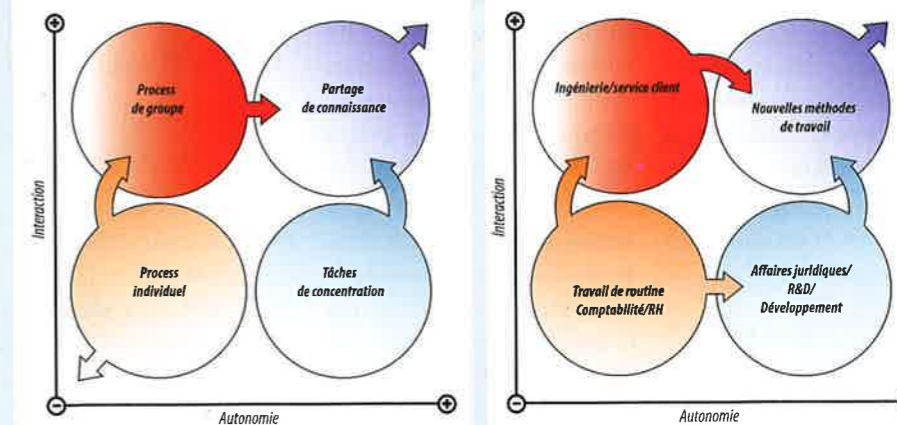 +
Process
de groupe
Partage
de connaissance
Interaction
Process
individuel
Tâches
de concentration
-
+
Autonomie
+
Ingénierie/service client
Nouvelles méthodes
de travail
Interaction
Travail de routine
Comptabilité/RH
Affaires juridiques/
R&D/
Développement
-
Autonomie